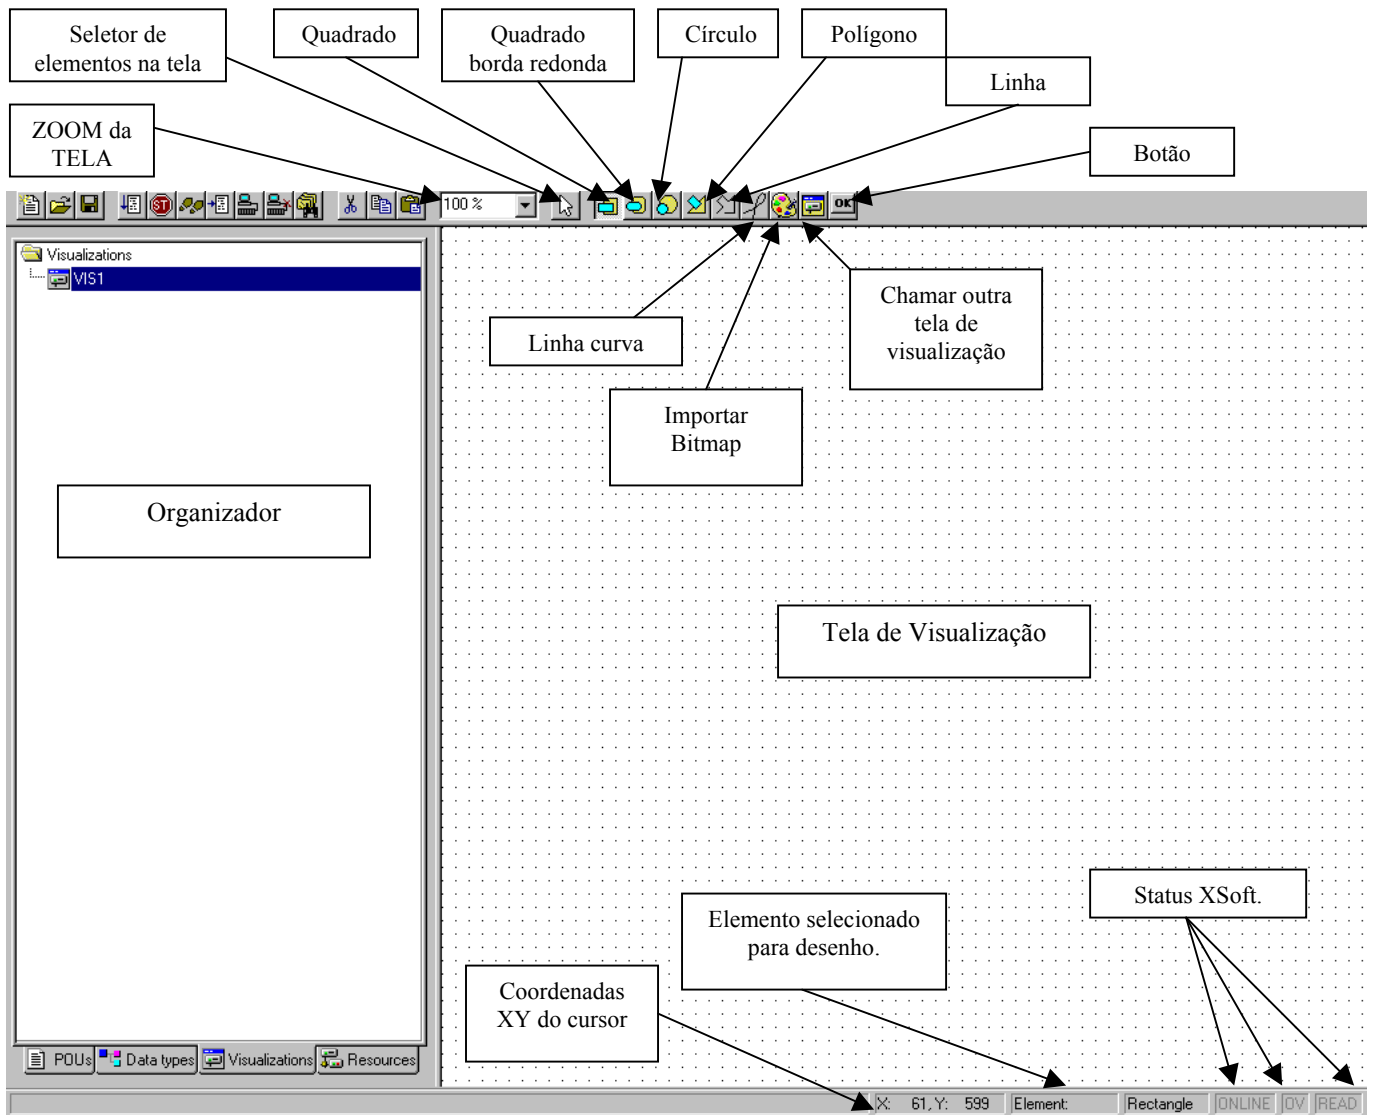 Seletor de
elementos na tela
Quadrado
Quadrado
borda redonda
Círculo
Polígono
Linha
ZOOM da
TELA
Botão
ST
100 %
OK
Visualizations
VIS1
Linha curva
Chamar outra
tela de
visualização
Importar
Bitmap
Organizador
Tela de Visualização
Status XSoft.
Elemento selecionado
para desenho.
Coordenadas
XY do cursor
POUs
Data types
Visualizations
Resources
X: 61, Y: 599
Element:
Rectangle
ONLINE
OV
READ